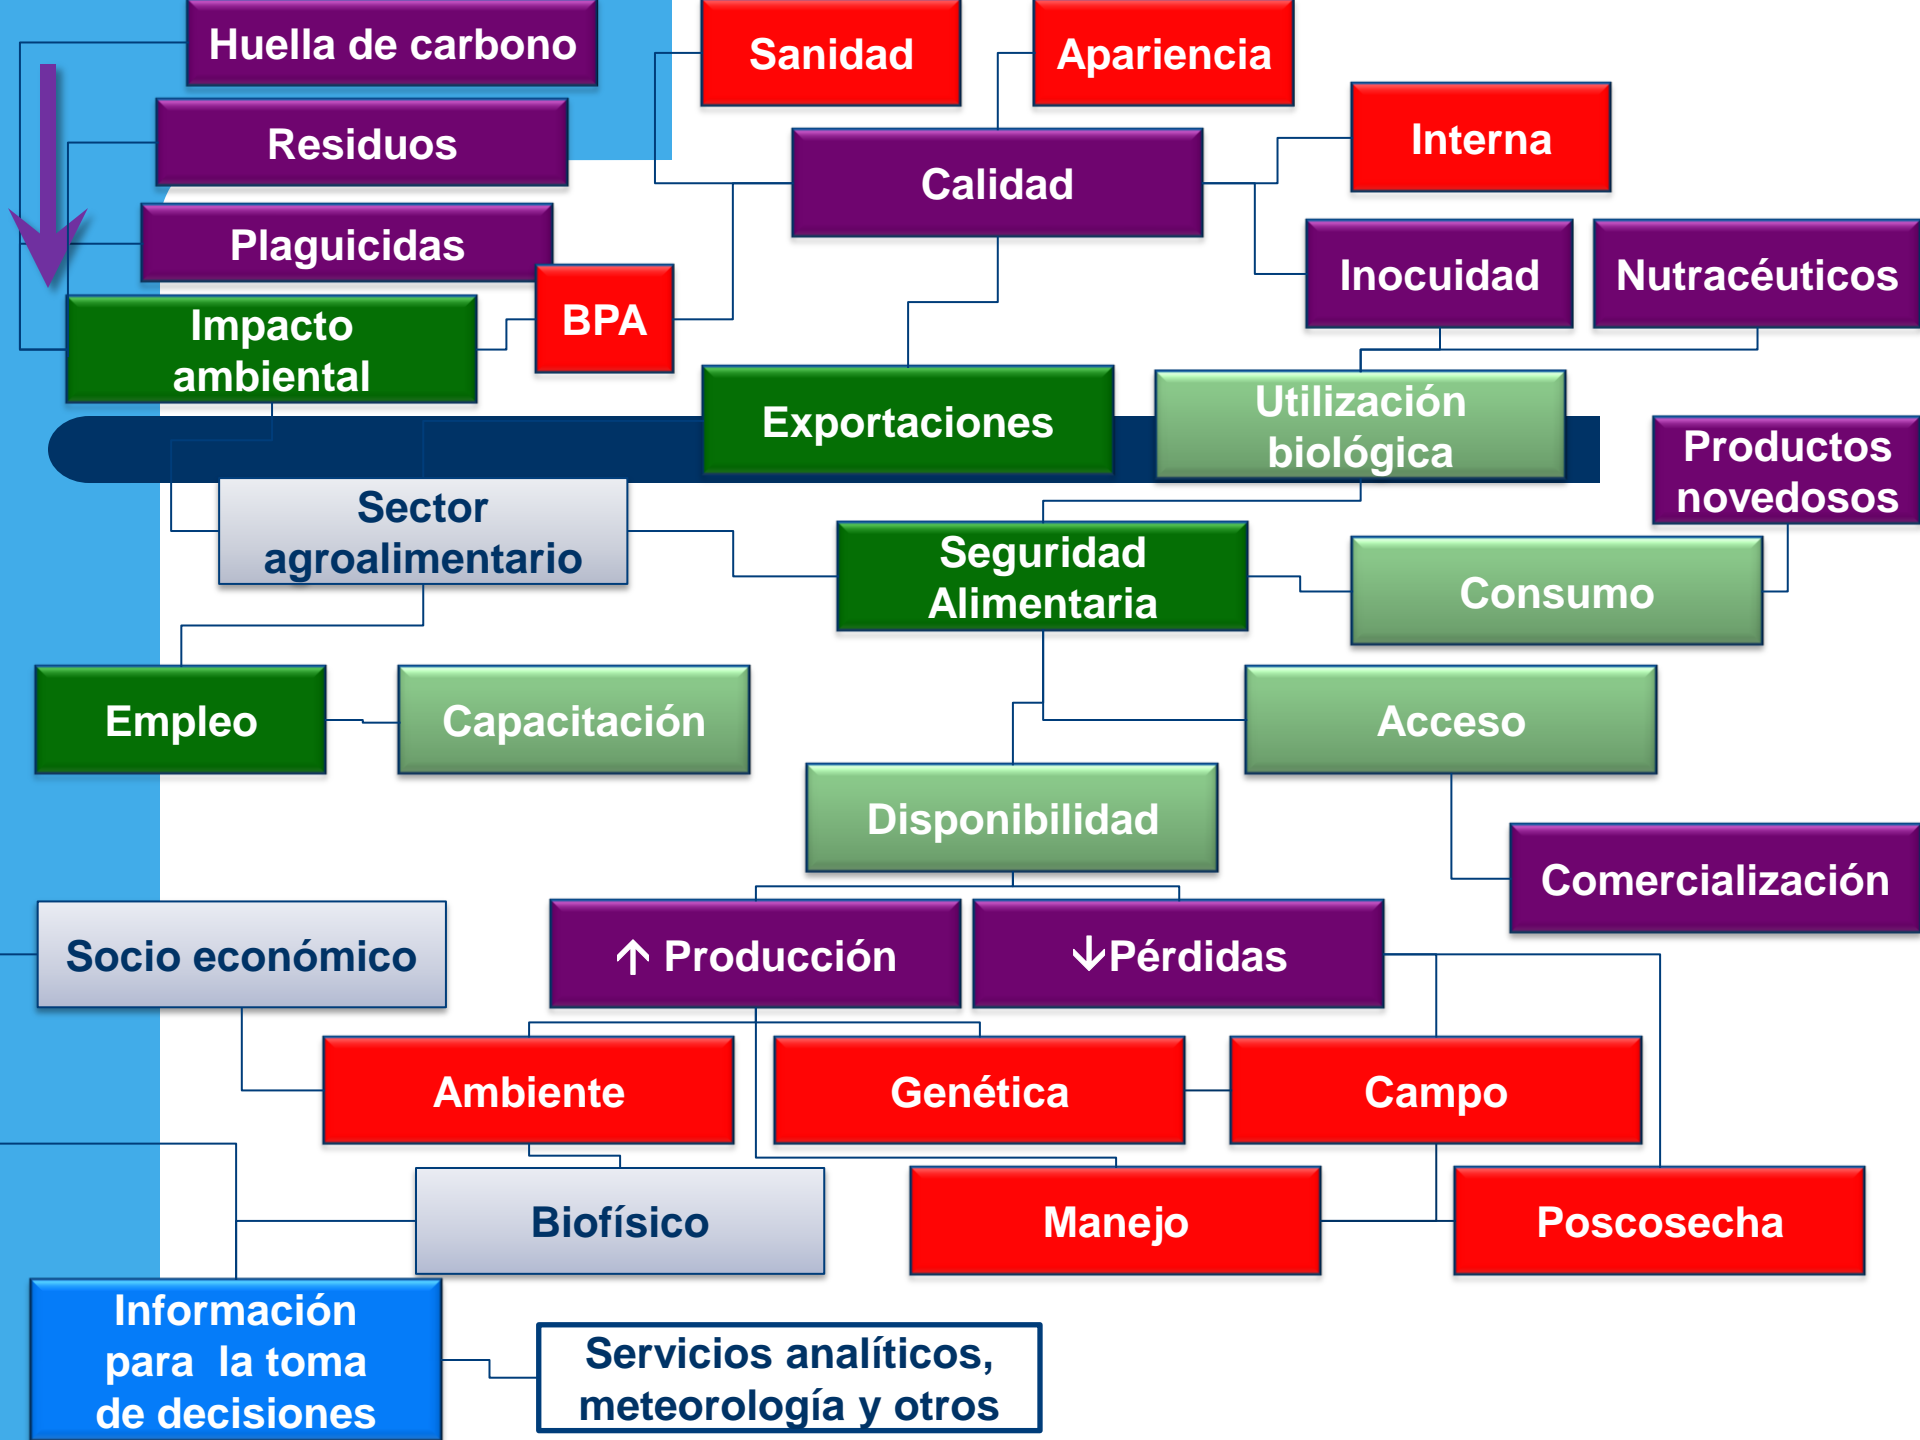 Huella de carbono
Sanidad
Apariencia
Residuos
Interna
Calidad
Plaguicidas
Inocuidad
Nutracéuticos
BPA
Impacto
ambiental
Exportaciones
Utilización
biológica
Productos
novedosos
Sector
agroalimentario
Seguridad
Alimentaria
Consumo
Empleo
Capacitación
Acceso
Disponibilidad
Comercialización
Socio económico
↑ Producción
↓Pérdidas
Ambiente
Genética
Campo
Biofísico
Manejo
Poscosecha
Información
para la toma
de decisiones
Servicios analíticos,
meteorología y otros